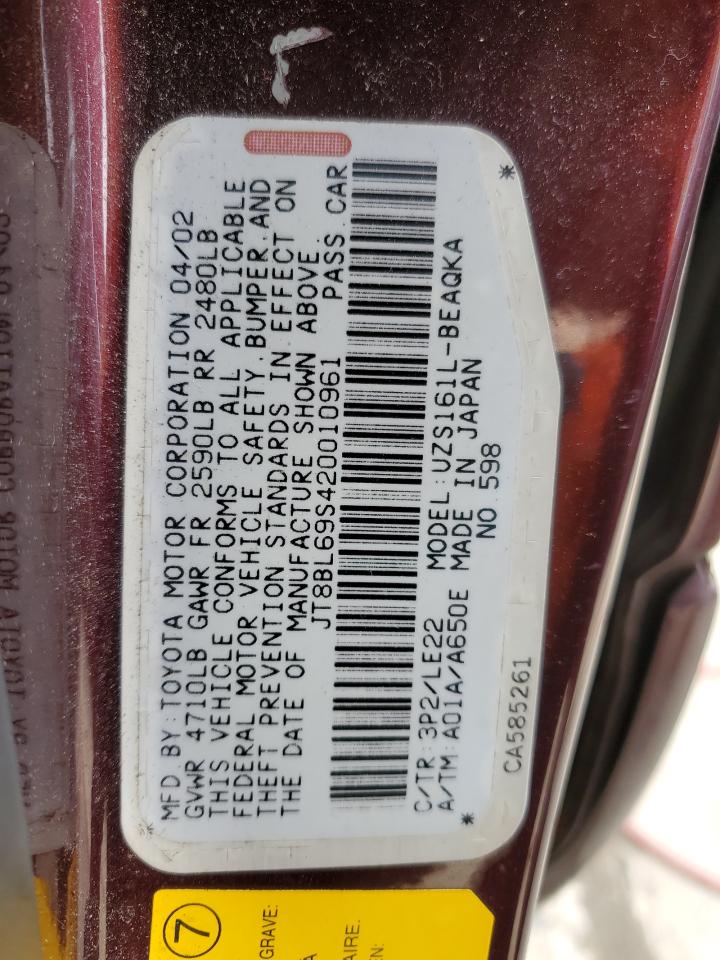 MFD.BY:TOYOTA MOTOR CORPORATION 04/02
GVWR 4710LB GAWR FR 2590LB RR 2480LB
THIS VEHICLE CONFORMS TO ALL APPLICABLE
FEDERAL MOTOR VEHICLE SAFETY,BUMPER,AND
THEFT PREVENTION STANDARDS IN EFFECT ON
THE DATE OF MANUFACTURE SHOWN ABOVE.
JT8BL69S420010961 PASS.CAR
C/TR:3P2/LE22 MODEL:UZS161L-BEAQKA
A/TM:A01A/A650E MADE IN JAPAN
NO 598
* *
CA585261
7
GRAVE:
AIRE.
EN: